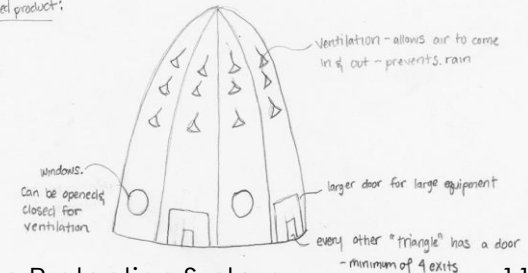 ed product:
ventilation - allows air to come
in & out - prevents rain
windows.
can be opened &
closed for
ventilation
larger door for large equipment
every other "triangle" has a door
- minimum of 4 exits